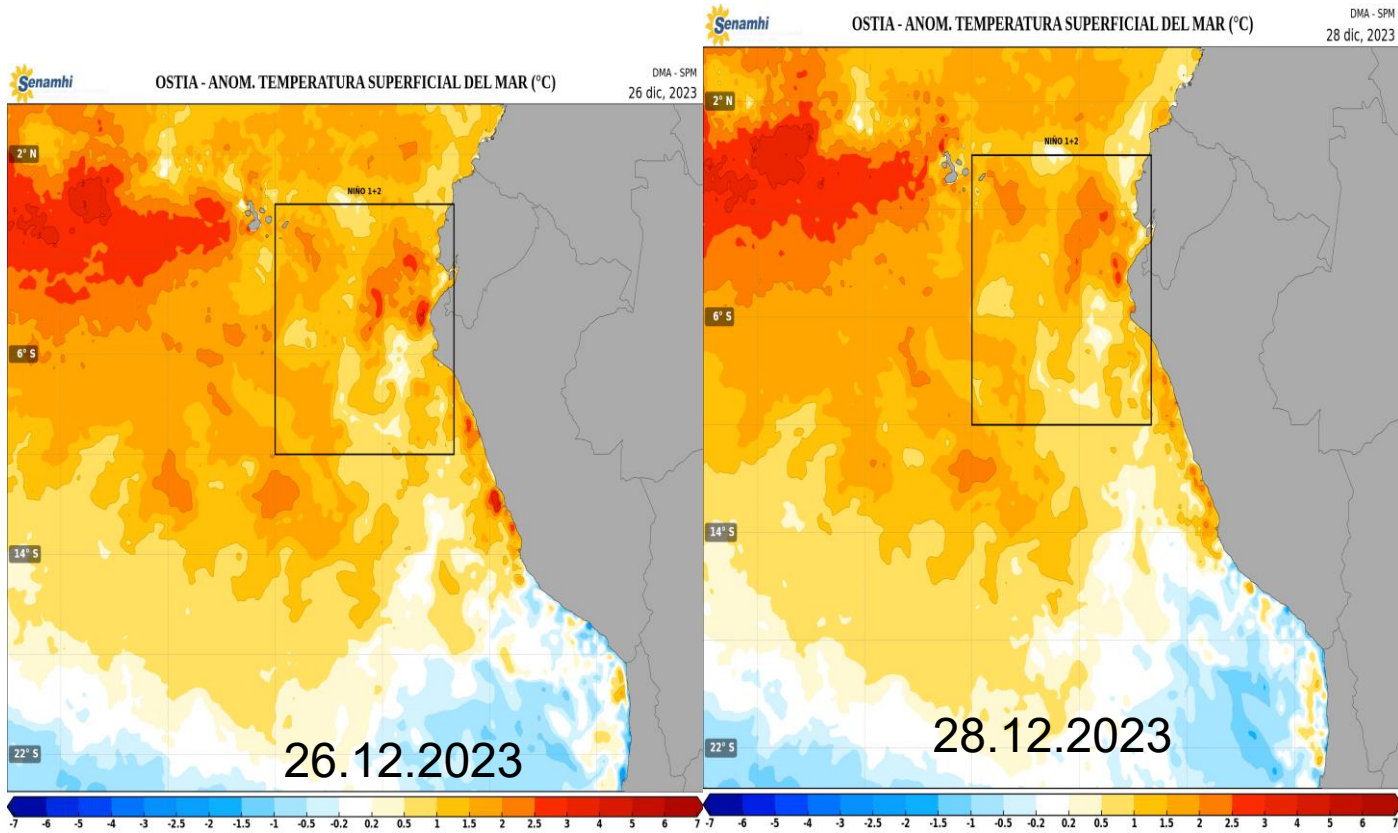 Senamhi
OSTIA - ANOM. TEMPERATURA SUPERFICIAL DEL MAR (°C)
DMA - SPM
26 dic, 2023
2° N
NIÑO 1+2
6° S
14° S
22° S
26.12.2023
-7 -6 -5 -4 -3 -2.5 -2 -1.5 -1 -0.5 -0.2 0.2 0.5 1 1.5 2 2.5 3 4 5 6 7
Senamhi
OSTIA - ANOM. TEMPERATURA SUPERFICIAL DEL MAR (°C)
DMA - SPM
28 dic, 2023
2° N
NIÑO 1+2
6° S
14° S
22° S
28.12.2023
-7 -6 -5 -4 -3 -2.5 -2 -1.5 -1 -0.5 -0.2 0.2 0.5 1 1.5 2 2.5 3 4 5 6 7